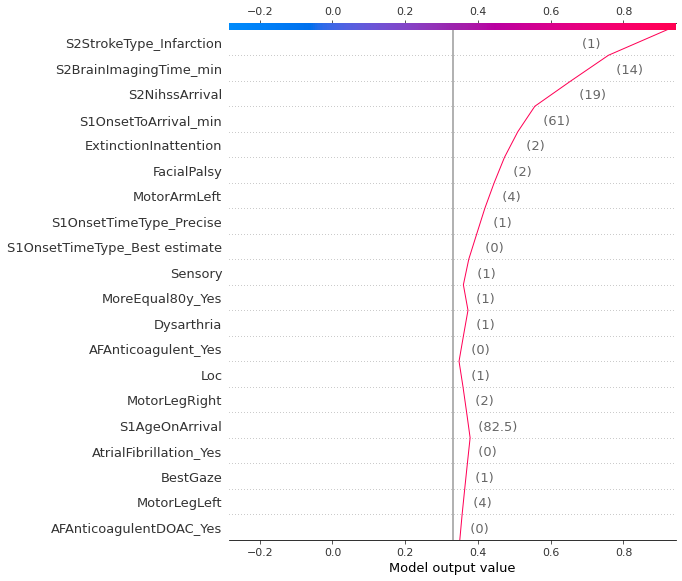 −0.2 0.0 0.2 0.4 0.6 0.8
S2StrokeType_Infarction (1)
S2BrainImagingTime_min (14)
S2NihssArrival (19)
S1OnsetToArrival_min (61)
ExtinctionInattention (2)
FacialPalsy (2)
MotorArmLeft (4)
S1OnsetTimeType_Precise (1)
S1OnsetTimeType_Best estimate (0)
Sensory (1)
MoreEqual80y_Yes (1)
Dysarthria (1)
AFAnticoagulent_Yes (0)
Loc (1)
MotorLegRight (2)
S1AgeOnArrival (82.5)
AtrialFibrillation_Yes (0)
BestGaze (1)
MotorLegLeft (4)
AFAnticoagulentDOAC_Yes (0)
−0.2 0.0 0.2 0.4 0.6 0.8
Model output value